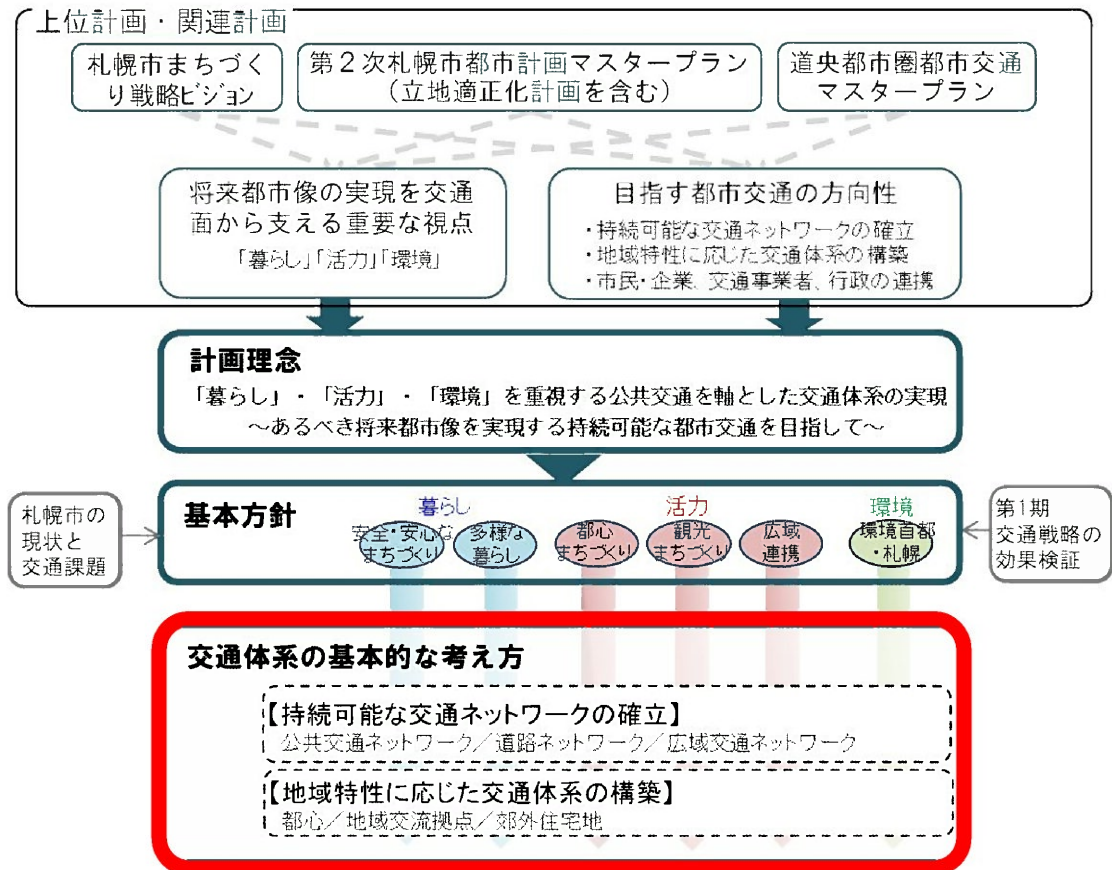 上位計画・関連計画
札幌市まちづく
り戦略ビジョン
第2次札幌市都市計画マスタープラン
(立地適正化計画を含む)
道央都市圏都市交通
マスタープラン
将来都市像の実現を交通
面から支える重要な視点
「暮らし」「活力」「環境」
目指す都市交通の方向性
・持続可能な交通ネットワークの確立
・地域特性に応じた交通体系の構築
・市民・企業、交通事業者、行政の連携
計画理念
「暮らし」・「活力」・「環境」を重視する公共交通を軸とした交通体系の実現
～あるべき将来都市像を実現する持続可能な都市交通を目指して～
札幌市の
現状と
交通課題
基本方針
暮らし
安全・安心な
まちづくり
多様な
暮らし
活力
都心
まちづくり
観光
まちづくり
広域
連携
環境
環境首都
・札幌
第1期
交通戦略の
効果検証
交通体系の基本的な考え方
【持続可能な交通ネットワークの確立】
公共交通ネットワーク／道路ネットワーク／広域交通ネットワーク
【地域特性に応じた交通体系の構築】
都心／地域交流拠点／郊外住宅地